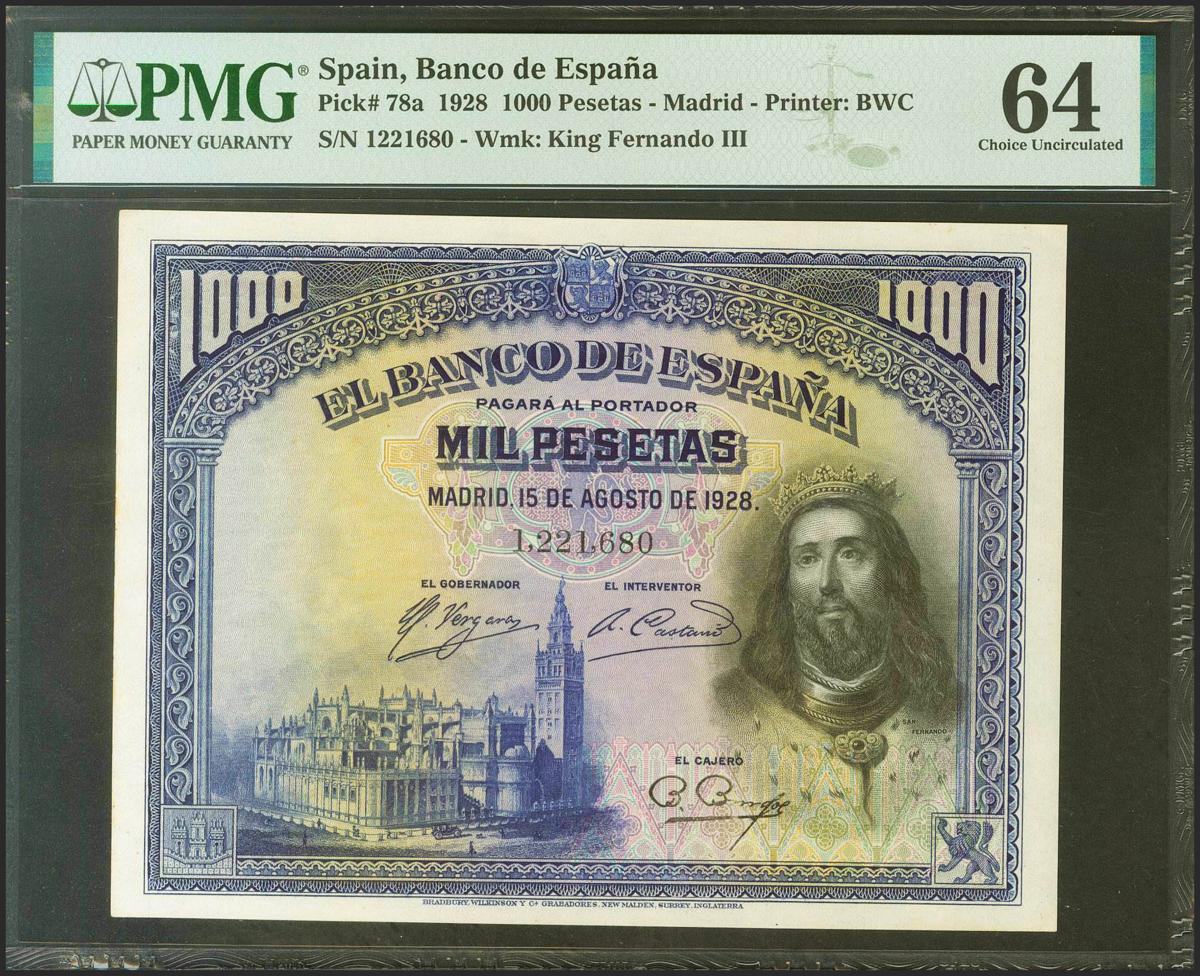 PMG®
PAPER MONEY GUARANTY
Spain, Banco de España
Pick# 78a 1928 1000 Pesetas - Madrid - Printer: BWC
S/N 1221680 - Wmk: King Fernando III
64
Choice Uncirculated
1000
1000
EL BANCO DE ESPAÑA
PAGARÁ AL PORTADOR
MIL PESETAS
MADRID. 15 DE AGOSTO DE 1928.
1,221,680
EL GOBERNADOR
EL INTERVENTOR
Vergara
A. Castaño
SAN
FERNANDO
EL CAJERO
BRADBURY, WILKINSON Y Cª GRABADORES. NEW MALDEN, SURREY. INGLATERRA